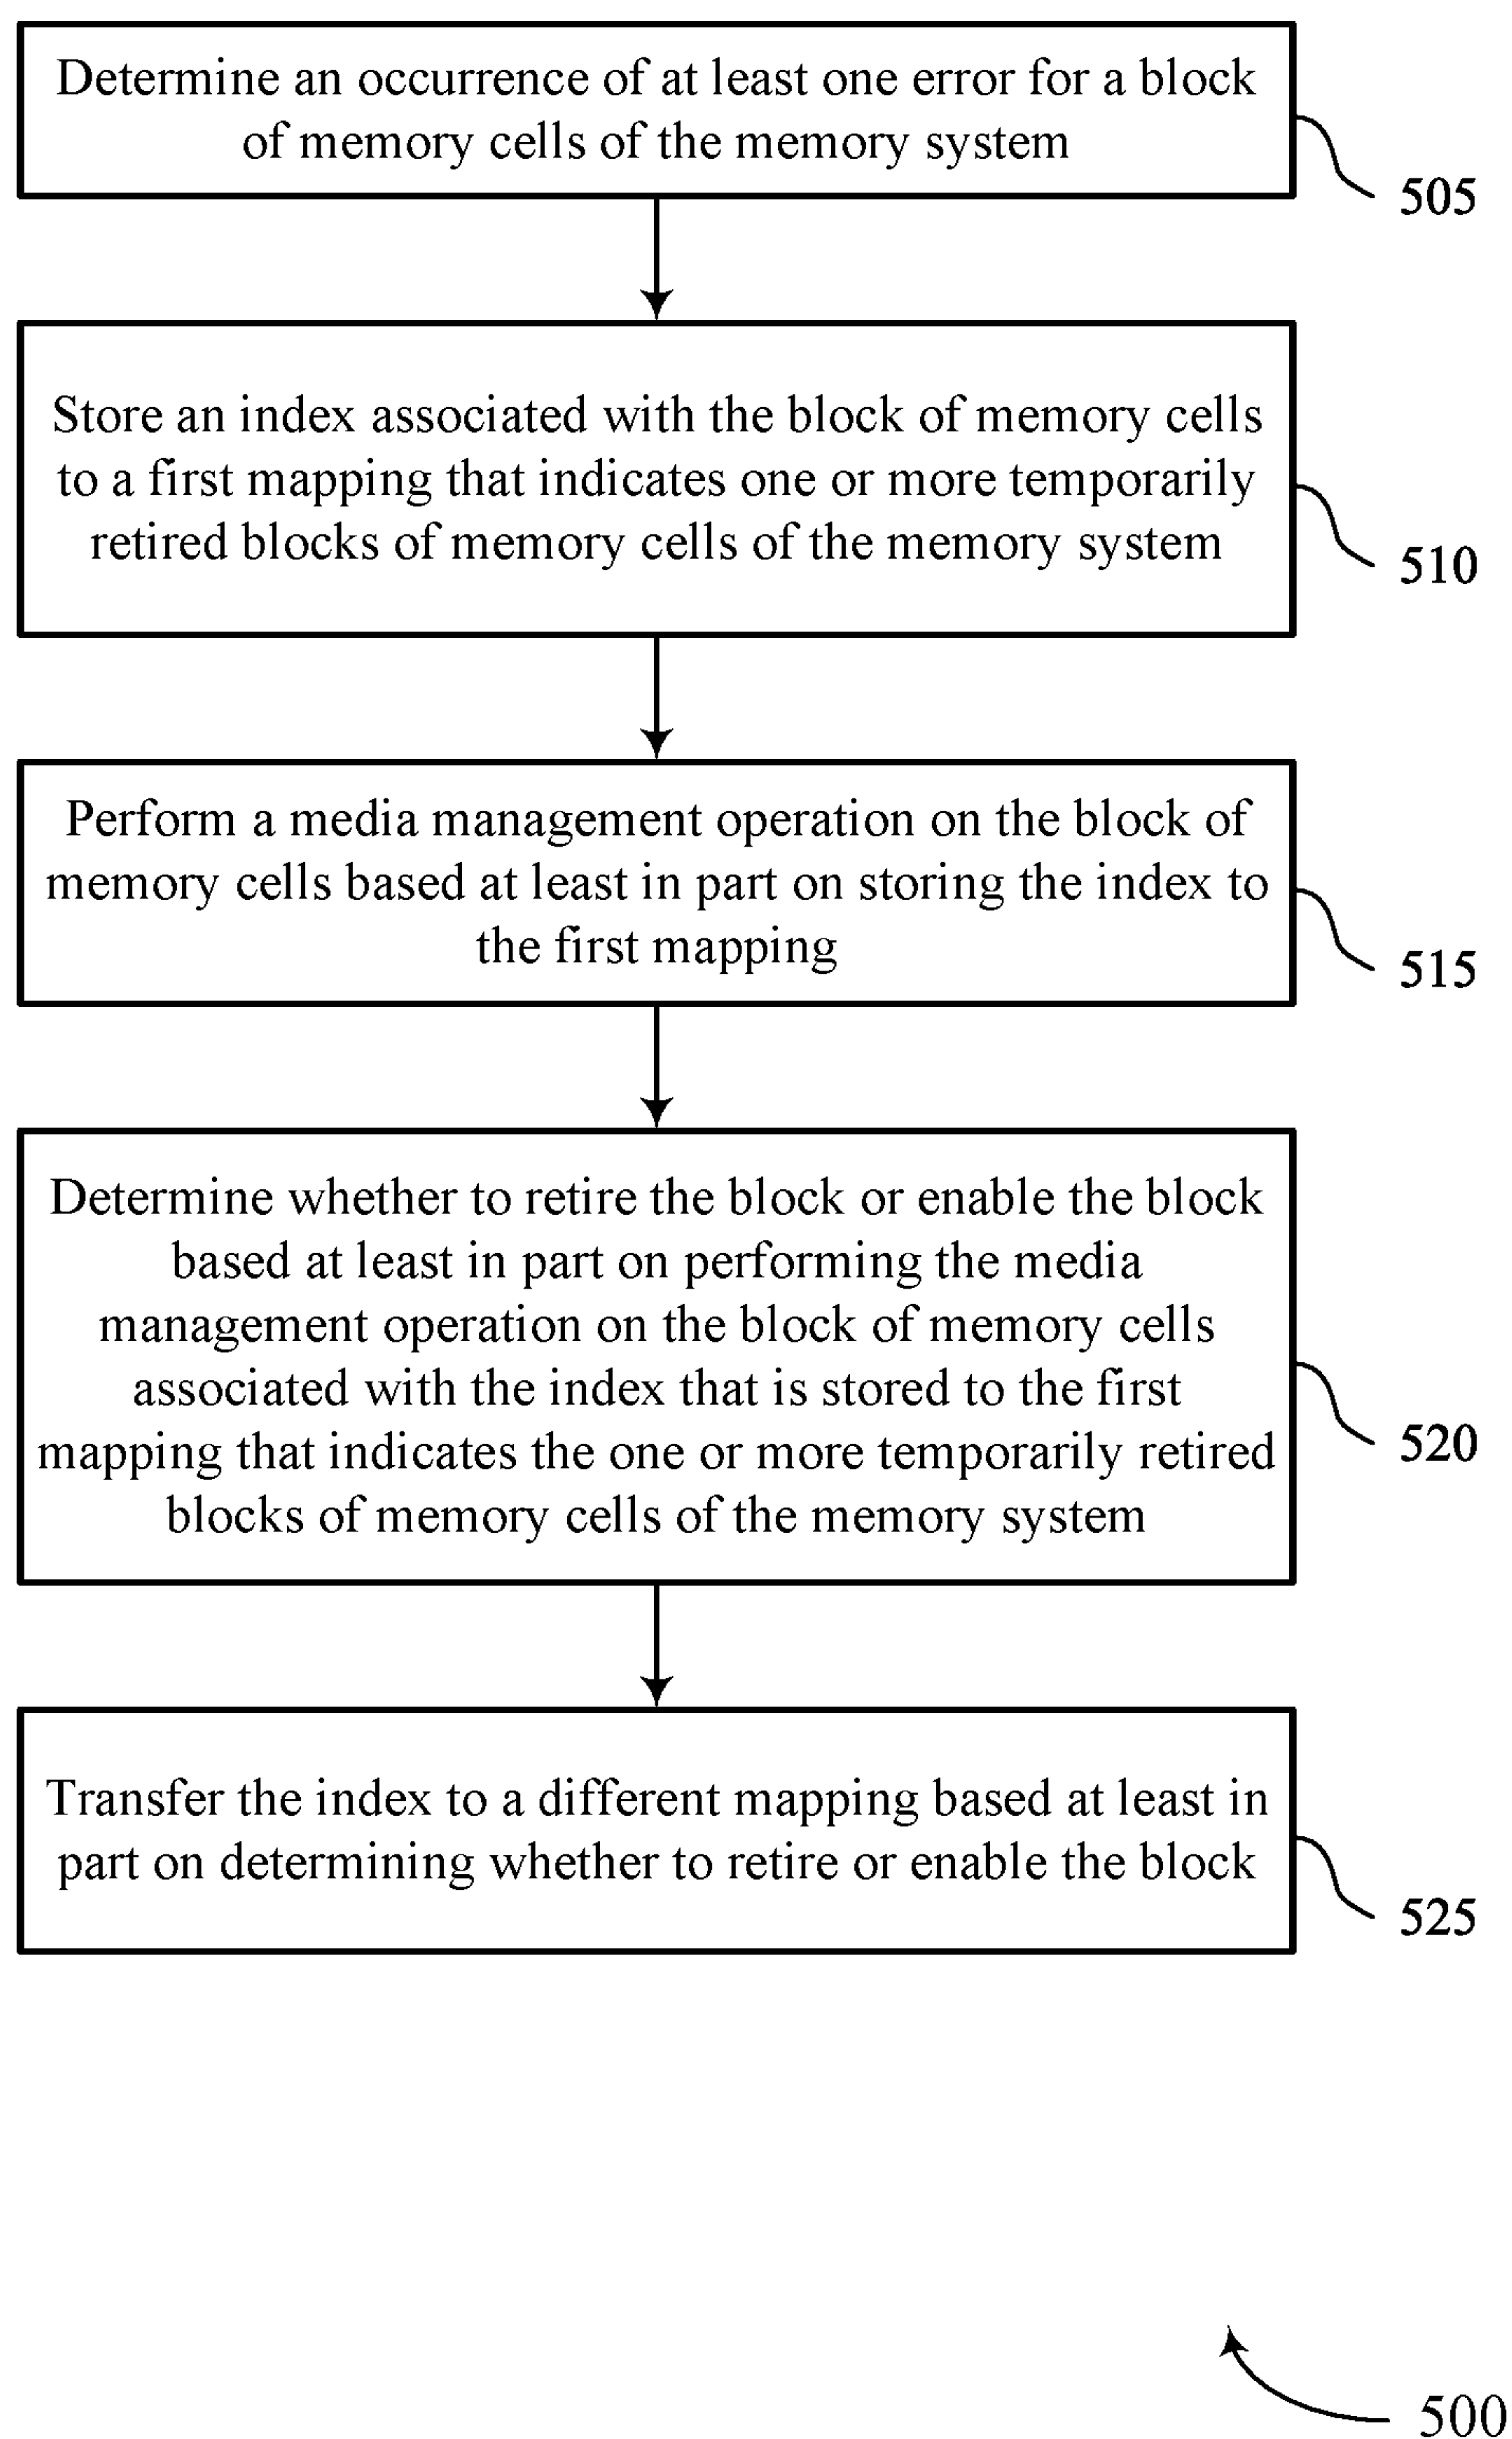 Determine an occurrence of at least one error for a block
of memory cells of the memory system
505
Store an index associated with the block of memory cells
to a first mapping that indicates one or more temporarily
retired blocks of memory cells of the memory system
510
Perform a media management operation on the block of
memory cells based at least in part on storing the index to
the first mapping
515
Determine whether to retire the block or enable the block
based at least in part on performing the media
management operation on the block of memory cells
associated with the index that is stored to the first
mapping that indicates the one or more temporarily retired
blocks of memory cells of the memory system
520
Transfer the index to a different mapping based at least in
part on determining whether to retire or enable the block
525
500